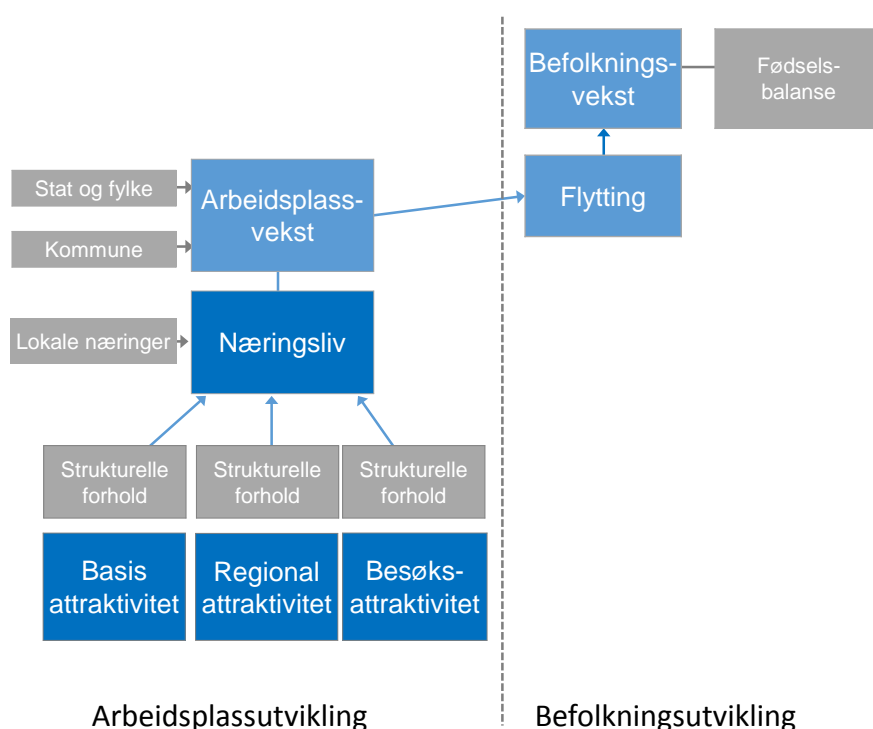 Befolknings-
vekst
Fødsels-
balanse
Stat og fylke
Arbeidsplass-
vekst
Flytting
Kommune
Lokale næringer
Næringsliv
Strukturelle
forhold
Strukturelle
forhold
Strukturelle
forhold
Basis
attraktivitet
Regional
attraktivitet
Besøks-
attraktivitet
Arbeidsplassutvikling
Befolkningsutvikling